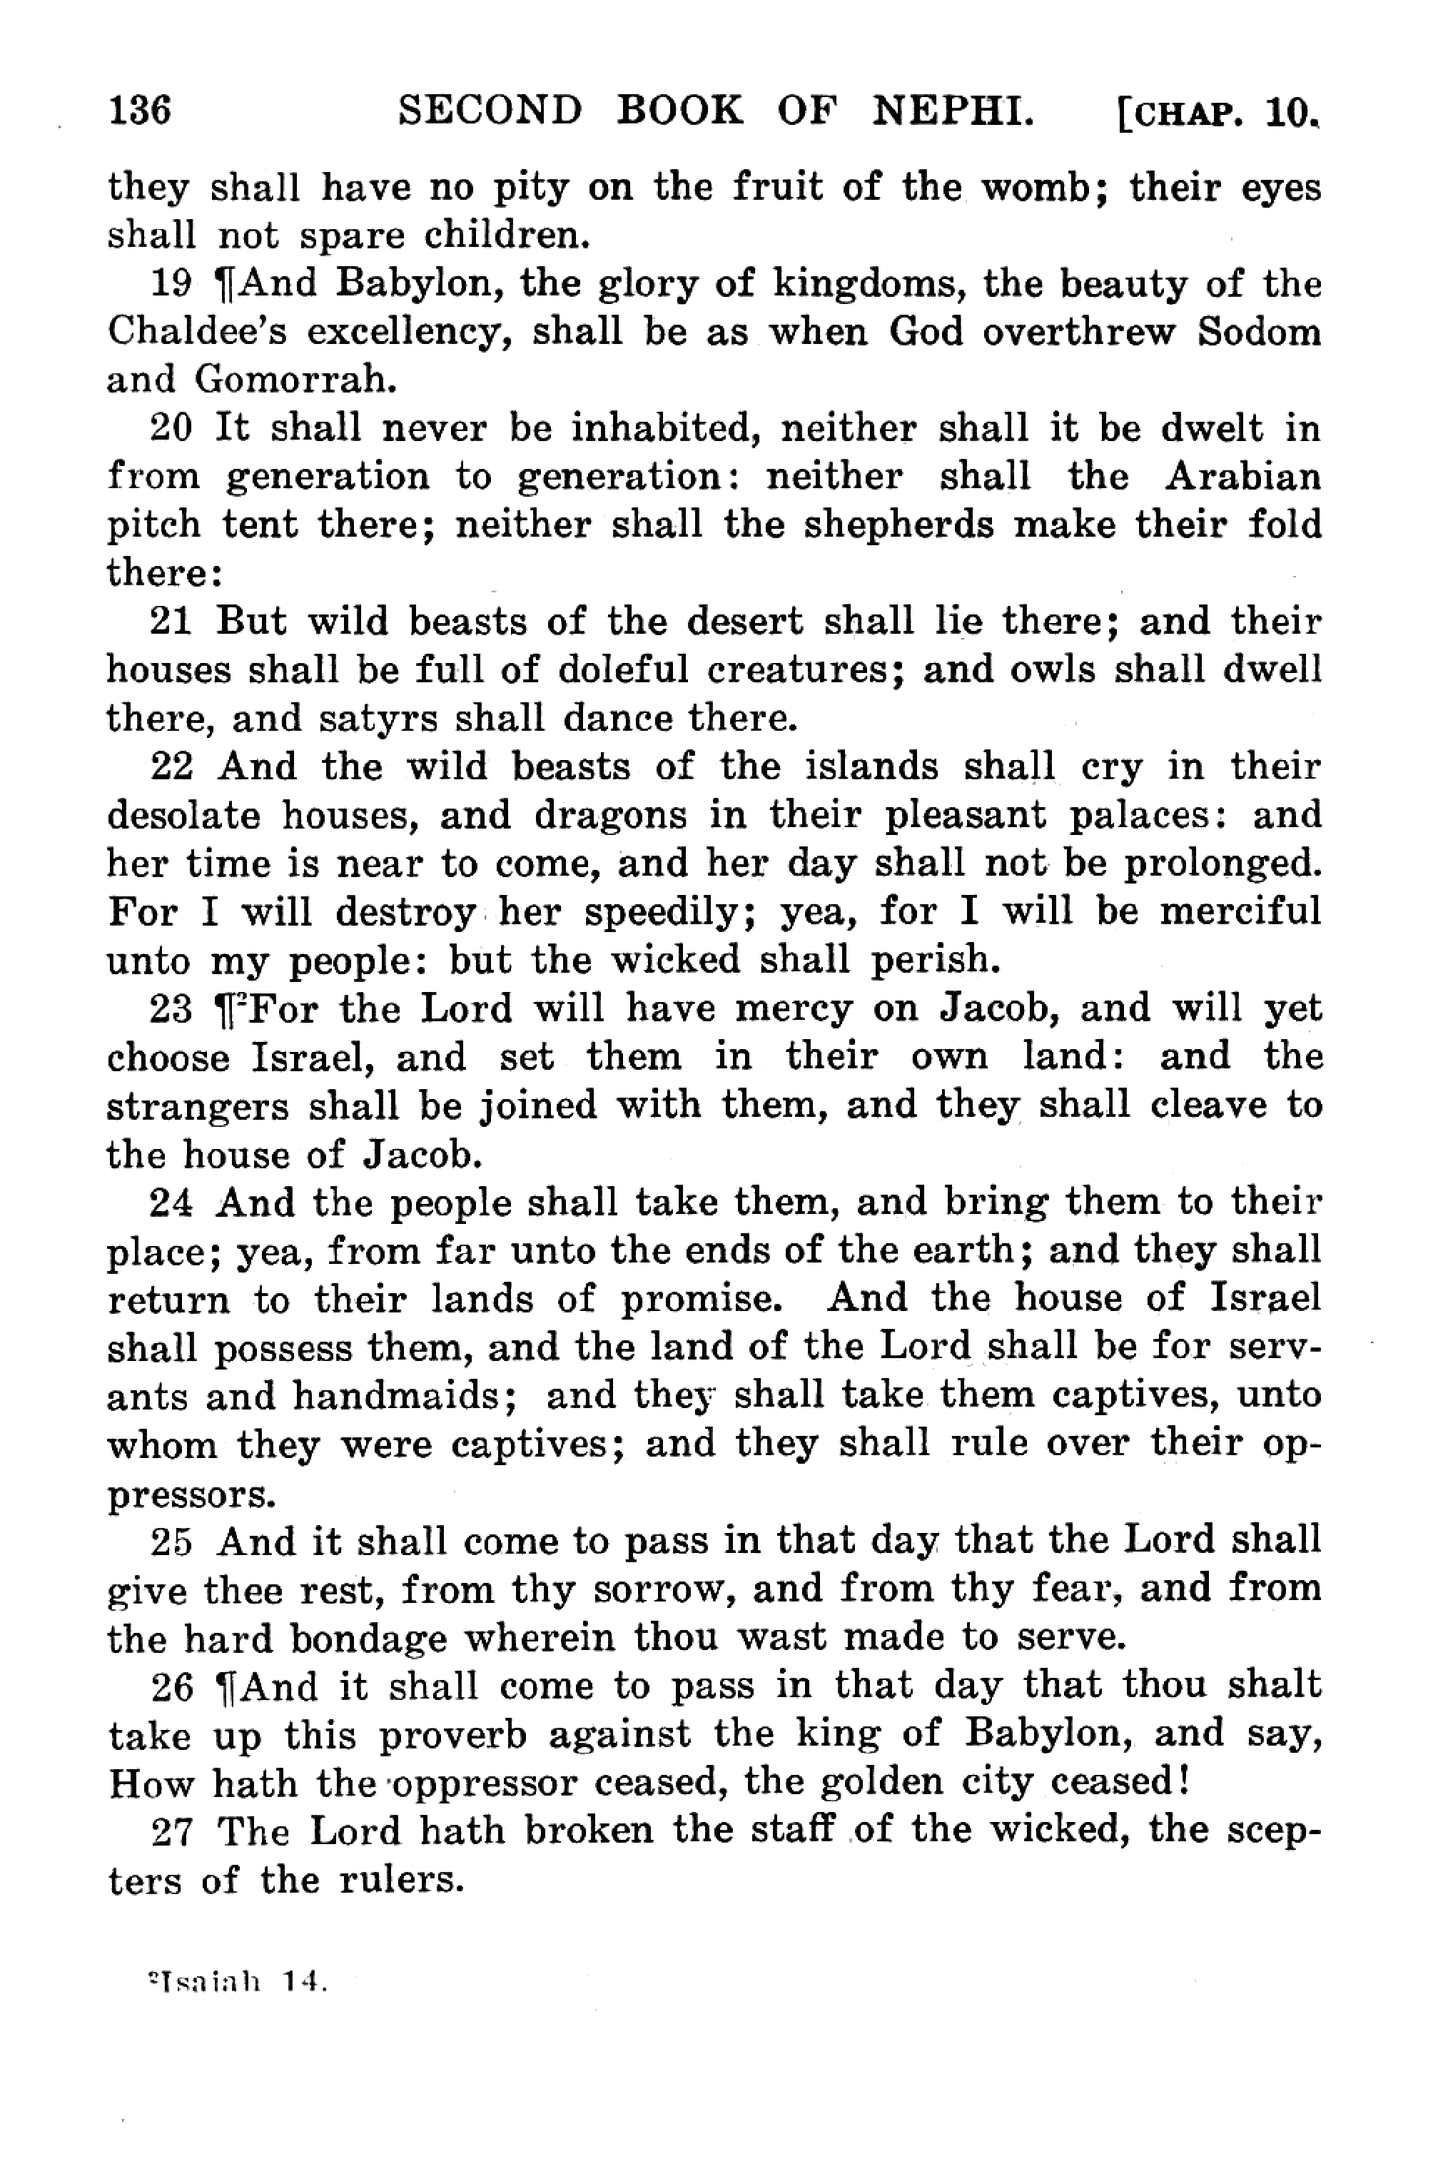 136 SECOND BOOK OF NEPHI. [CHAP. 10.
they shall have no pity on the fruit of the womb; their eyes
shall not spare children.
19 ¶And Babylon, the glory of kingdoms, the beauty of the
Chaldee's excellency, shall be as when God overthrew Sodom
and Gomorrah.
20 It shall never be inhabited, neither shall it be dwelt in
from generation to generation: neither shall the Arabian
pitch tent there; neither shall the shepherds make their fold
there:
21 But wild beasts of the desert shall lie there; and their
houses shall be full of doleful creatures; and owls shall dwell
there, and satyrs shall dance there.
22 And the wild beasts of the islands shall cry in their
desolate houses, and dragons in their pleasant palaces: and
her time is near to come, and her day shall not be prolonged.
For I will destroy her speedily; yea, for I will be merciful
unto my people: but the wicked shall perish.
23 ¶²For the Lord will have mercy on Jacob, and will yet
choose Israel, and set them in their own land: and the
strangers shall be joined with them, and they shall cleave to
the house of Jacob.
24 And the people shall take them, and bring them to their
place; yea, from far unto the ends of the earth; and they shall
return to their lands of promise. And the house of Israel
shall possess them, and the land of the Lord shall be for serv-
ants and handmaids; and they shall take them captives, unto
whom they were captives; and they shall rule over their op-
pressors.
25 And it shall come to pass in that day that the Lord shall
give thee rest, from thy sorrow, and from thy fear, and from
the hard bondage wherein thou wast made to serve.
26 ¶And it shall come to pass in that day that thou shalt
take up this proverb against the king of Babylon, and say,
How hath the oppressor ceased, the golden city ceased!
27 The Lord hath broken the staff of the wicked, the scep-
ters of the rulers.
²Isaiah 14.